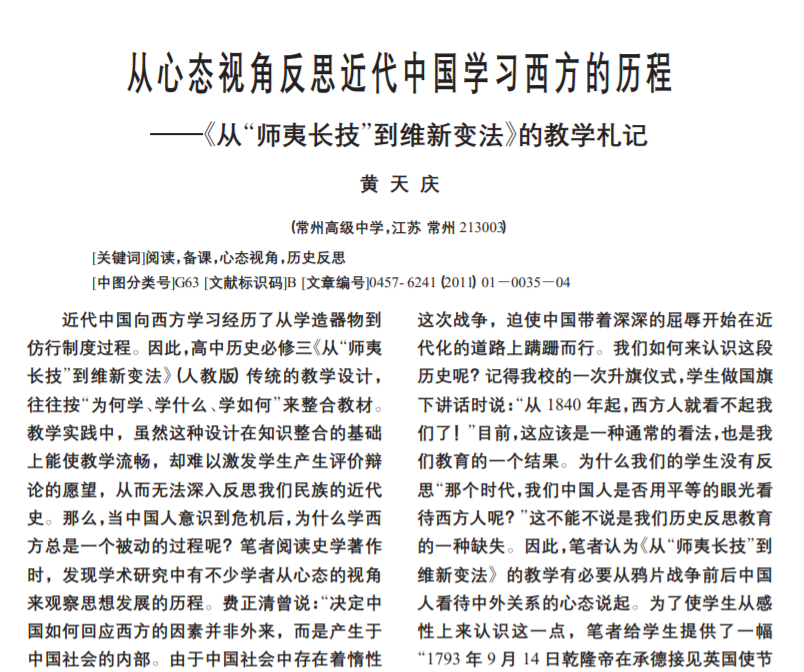 从心态视角反思近代中国学习西方的历程
——《从“师夷长技”到维新变法》的教学札记
黄 天 庆
(常州高级中学,江苏 常州 213003)
[关键词]阅读,备课,心态视角,历史反思
[中图分类号]G63 [文献标识码]B [文章编号]0457- 6241 (2011) 01－0035－04
近代中国向西方学习经历了从学造器物到
仿行制度过程。因此,高中历史必修三《从“师夷
长技”到维新变法》(人教版) 传统的教学设计,
往往按“为何学、学什么、学如何”来整合教材。
教学实践中，虽然这种设计在知识整合的基础
上能使教学流畅，却难以激发学生产生评价辩
论的愿望，从而无法深入反思我们民族的近代
史。那么,当中国人意识到危机后,为什么学西
方总是一个被动的过程呢？笔者阅读史学著作
时，发现学术研究中有不少学者从心态的视角
来观察思想发展的历程。费正清曾说:“决定中
国如何回应西方的因素并非外来，而是产生于
中国社会的内部。由于中国社会中存在着惰性
这次战争，迫使中国带着深深的屈辱开始在近
代化的道路上蹒跚而行。我们如何来认识这段
历史呢？记得我校的一次升旗仪式,学生做国旗
下讲话时说:“从 1840 年起,西方人就看不起我
们了！”目前,这应该是一种通常的看法,也是我
们教育的一个结果。为什么我们的学生没有反
思“那个时代,我们中国人是否用平等的眼光看
待西方人呢？”这不能不说是我们历史反思教育
的一种缺失。因此,笔者认为《从“师夷长技”到
维新变法》的教学有必要从鸦片战争前后中国
人看待中外关系的心态说起。为了使学生从感
性上来认识这一点，笔者给学生提供了一幅
“1793 年 9 月 14 日乾隆帝在承德接见英国使节